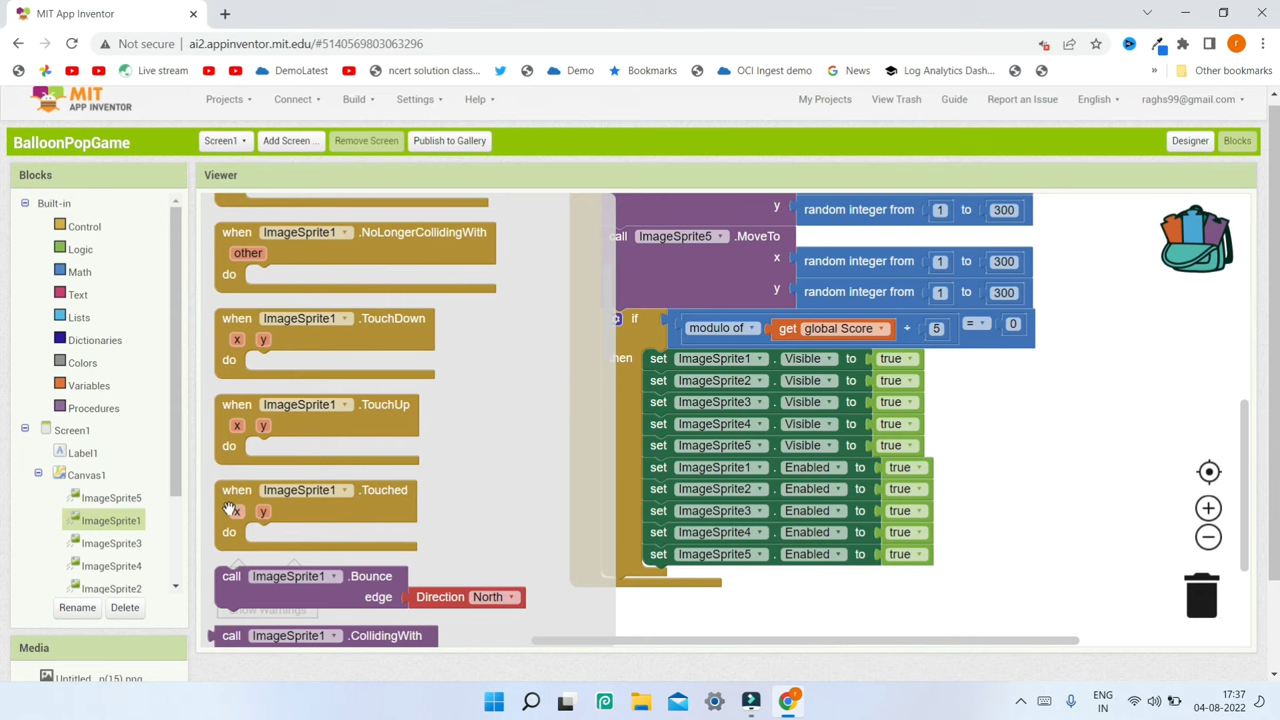 MIT App Inventor
Not secure ai2.appinventor.mit.edu/#5140569803063296
Live stream DemoLatest ncert solution class... Demo Bookmarks OCI Ingest demo News Log Analytics Dash... » Other bookmarks
MIT
APP INVENTOR
Projects Connect Build Settings Help My Projects View Trash Guide Report an Issue English raghs99@gmail.com
BalloonPopGame Screen1 Add Screen ... Remove Screen Publish to Gallery Designer Blocks
Blocks Viewer
Built-in
Control
Logic
Math
Text
Lists
Dictionaries
Colors
Variables
Procedures
Screen1
Label1
Canvas1
ImageSprite5
ImageSprite1
ImageSprite3
ImageSprite4
ImageSprite2
Rename Delete
Media
Untitled_n(15).png
when ImageSprite1 .NoLongerCollidingWith
other
do
when ImageSprite1 .TouchDown
x y
do
when ImageSprite1 .TouchUp
x y
do
when ImageSprite1 .Touched
x y
do
call ImageSprite1 .Bounce
edge Direction North
Show Warnings
call ImageSprite1 .CollidingWith
y random integer from 1 to 300
call ImageSprite5 .MoveTo
x random integer from 1 to 300
y random integer from 1 to 300
if modulo of get global Score ÷ 5 = 0
then set ImageSprite1 . Visible to true
set ImageSprite2 . Visible to true
set ImageSprite3 . Visible to true
set ImageSprite4 . Visible to true
set ImageSprite5 . Visible to true
set ImageSprite1 . Enabled to true
set ImageSprite2 . Enabled to true
set ImageSprite3 . Enabled to true
set ImageSprite4 . Enabled to true
set ImageSprite5 . Enabled to true
ENG
IN
17:37
04-08-2022